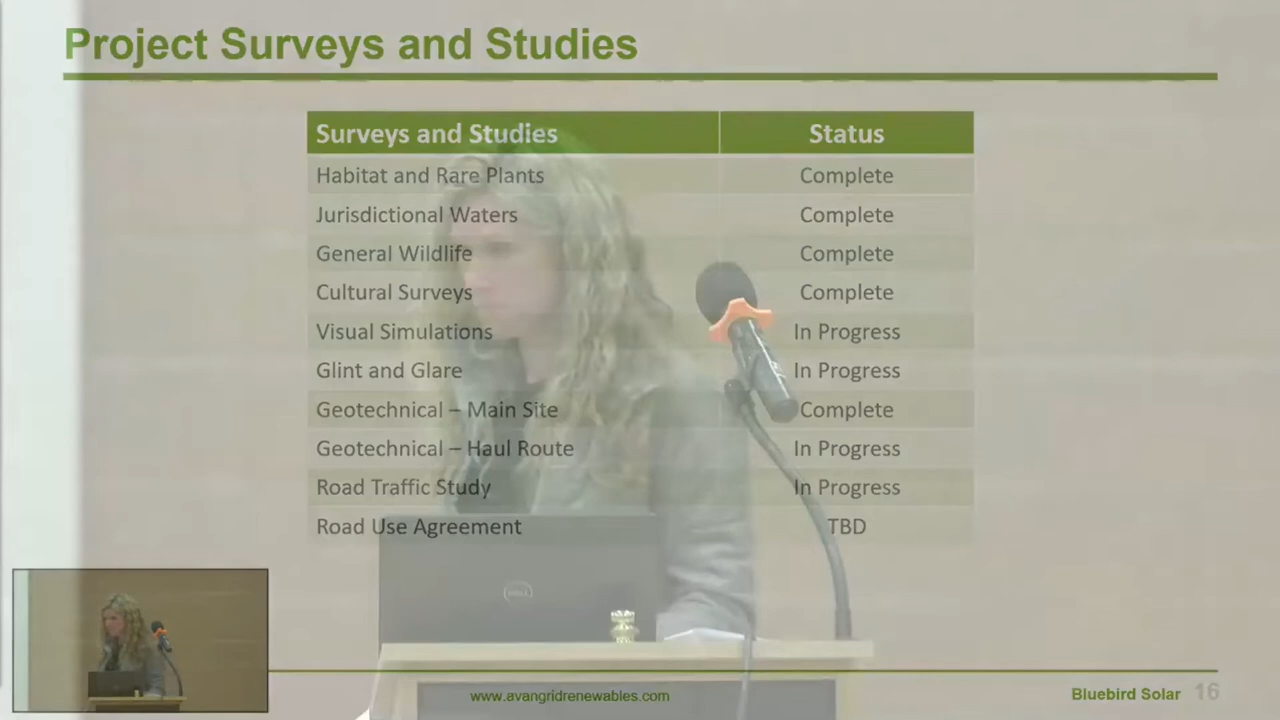 Project Surveys and Studies
Surveys and Studies Status
Habitat and Rare Plants Complete
Jurisdictional Waters Complete
General Wildlife Complete
Cultural Surveys Complete
Visual Simulations In Progress
Glint and Glare In Progress
Geotechnical – Main Site Complete
Geotechnical – Haul Route In Progress
Road Traffic Study In Progress
Road Use Agreement TBD
DELL
www.avangridrenewables.com
Bluebird Solar 16